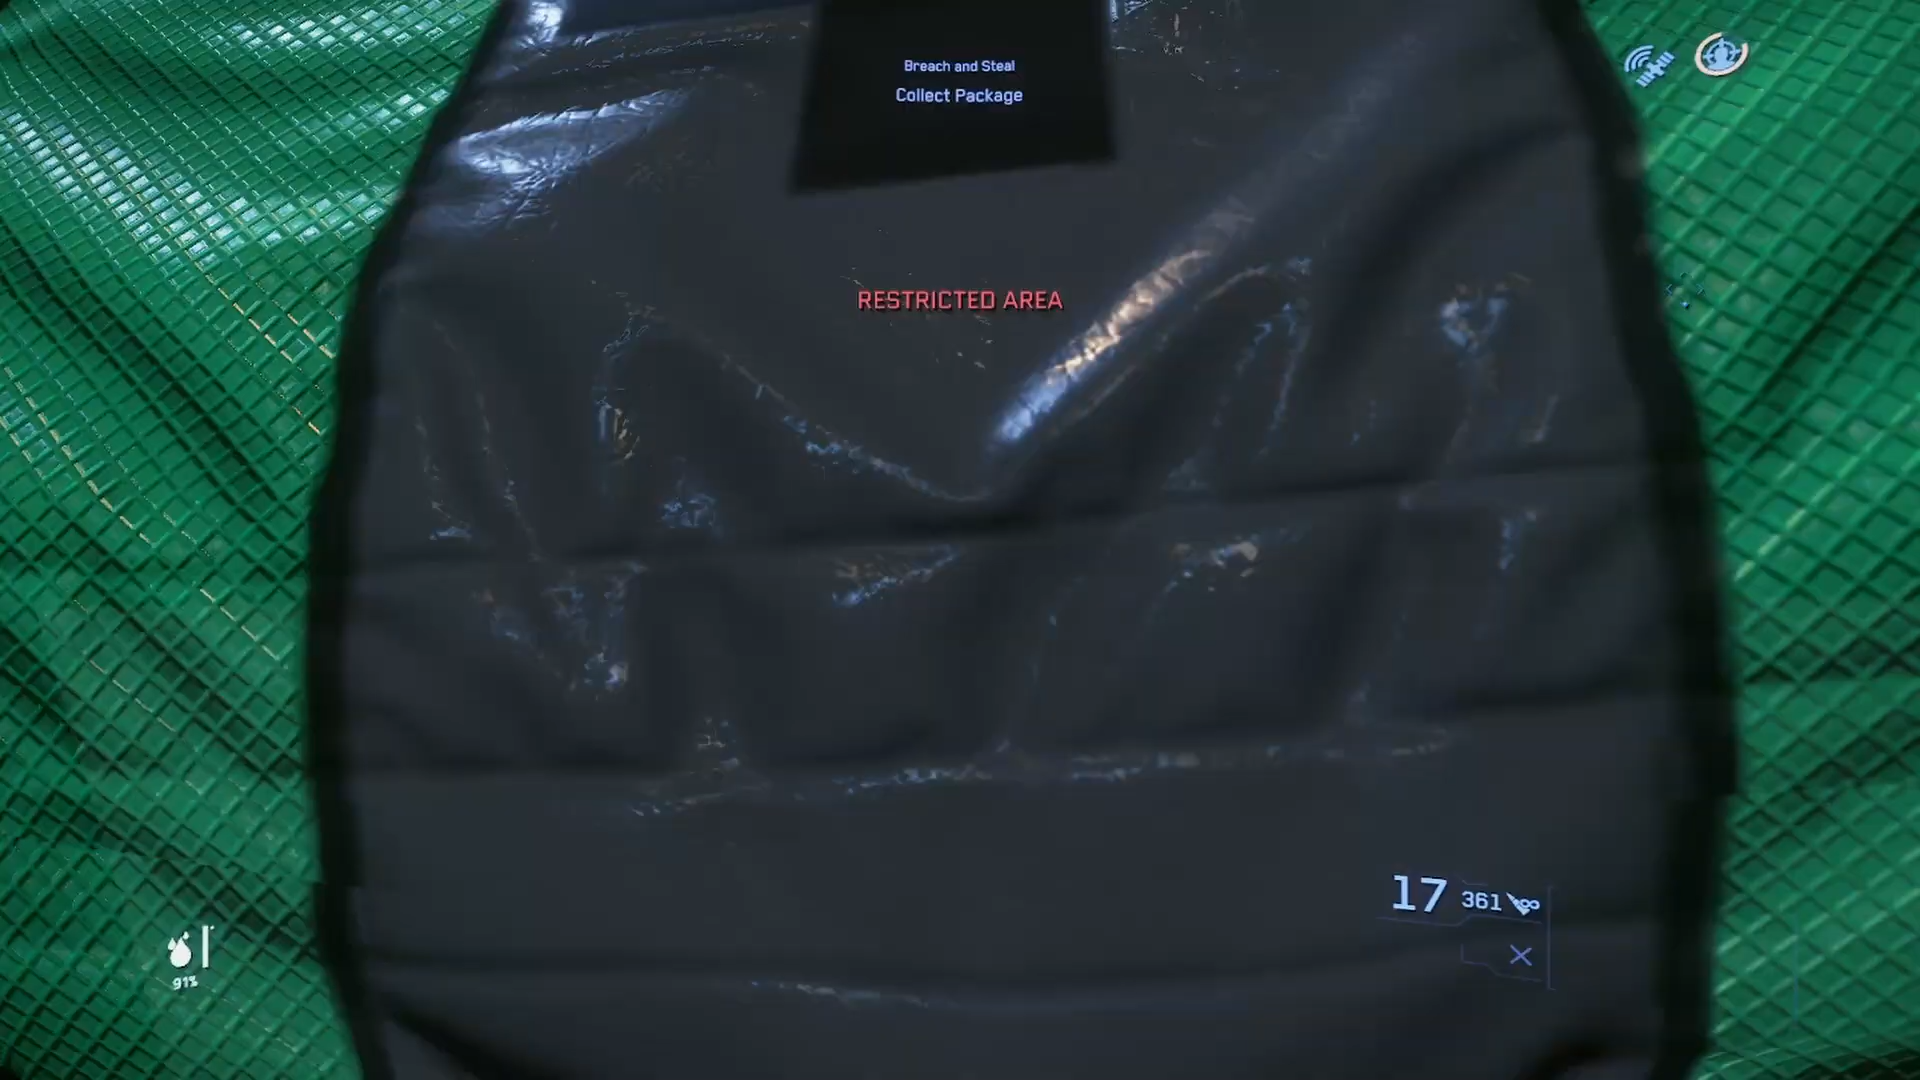 Breach and Steal
Collect Package
RESTRICTED AREA
17 361
91%